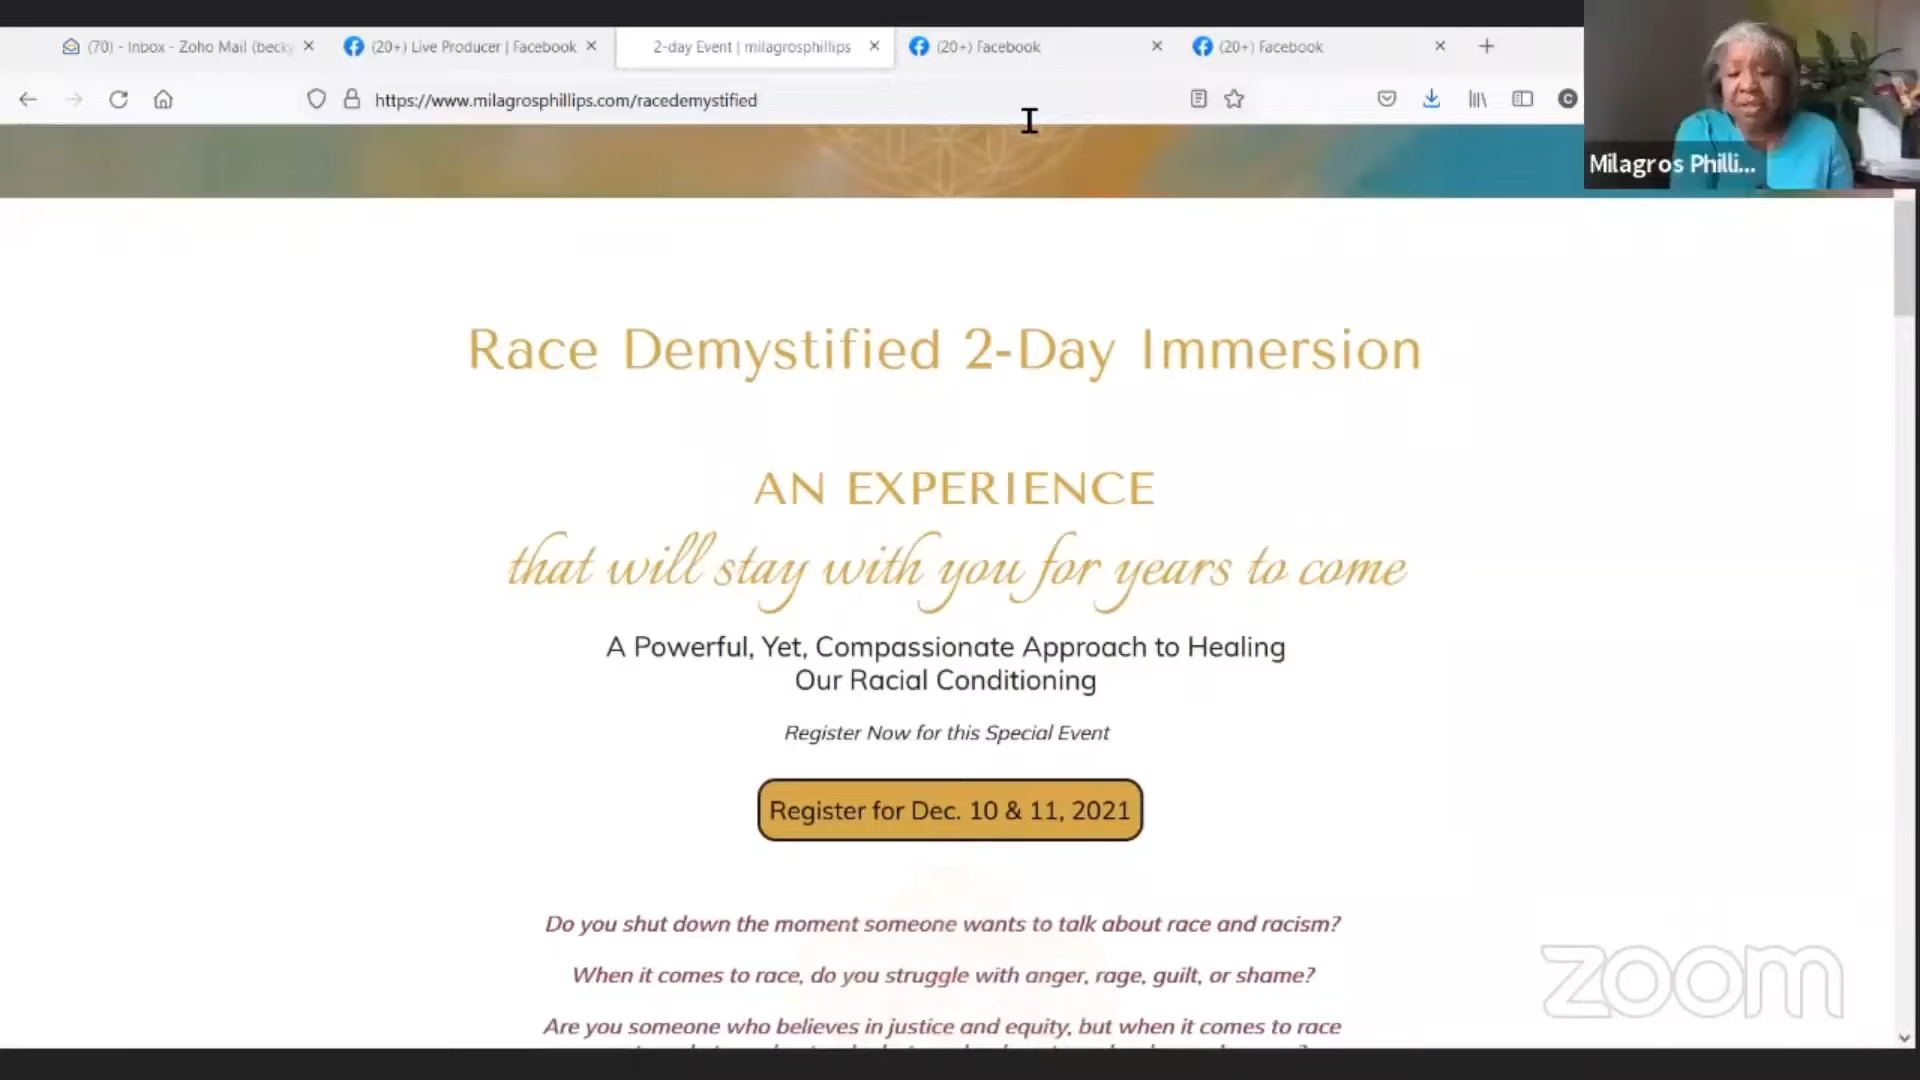 (70) - Inbox - Zoho Mail (becky
(20+) Live Producer | Facebook
2-day Event | milagrosphillips
(20+) Facebook
(20+) Facebook
https://www.milagrosphillips.com/racedemystified
Milagros Philli...
Race Demystified 2-Day Immersion
AN EXPERIENCE
that will stay with you for years to come
A Powerful, Yet, Compassionate Approach to Healing
Our Racial Conditioning
Register Now for this Special Event
Register for Dec. 10 & 11, 2021
Do you shut down the moment someone wants to talk about race and racism?
When it comes to race, do you struggle with anger, rage, guilt, or shame?
Are you someone who believes in justice and equity, but when it comes to race
zoom